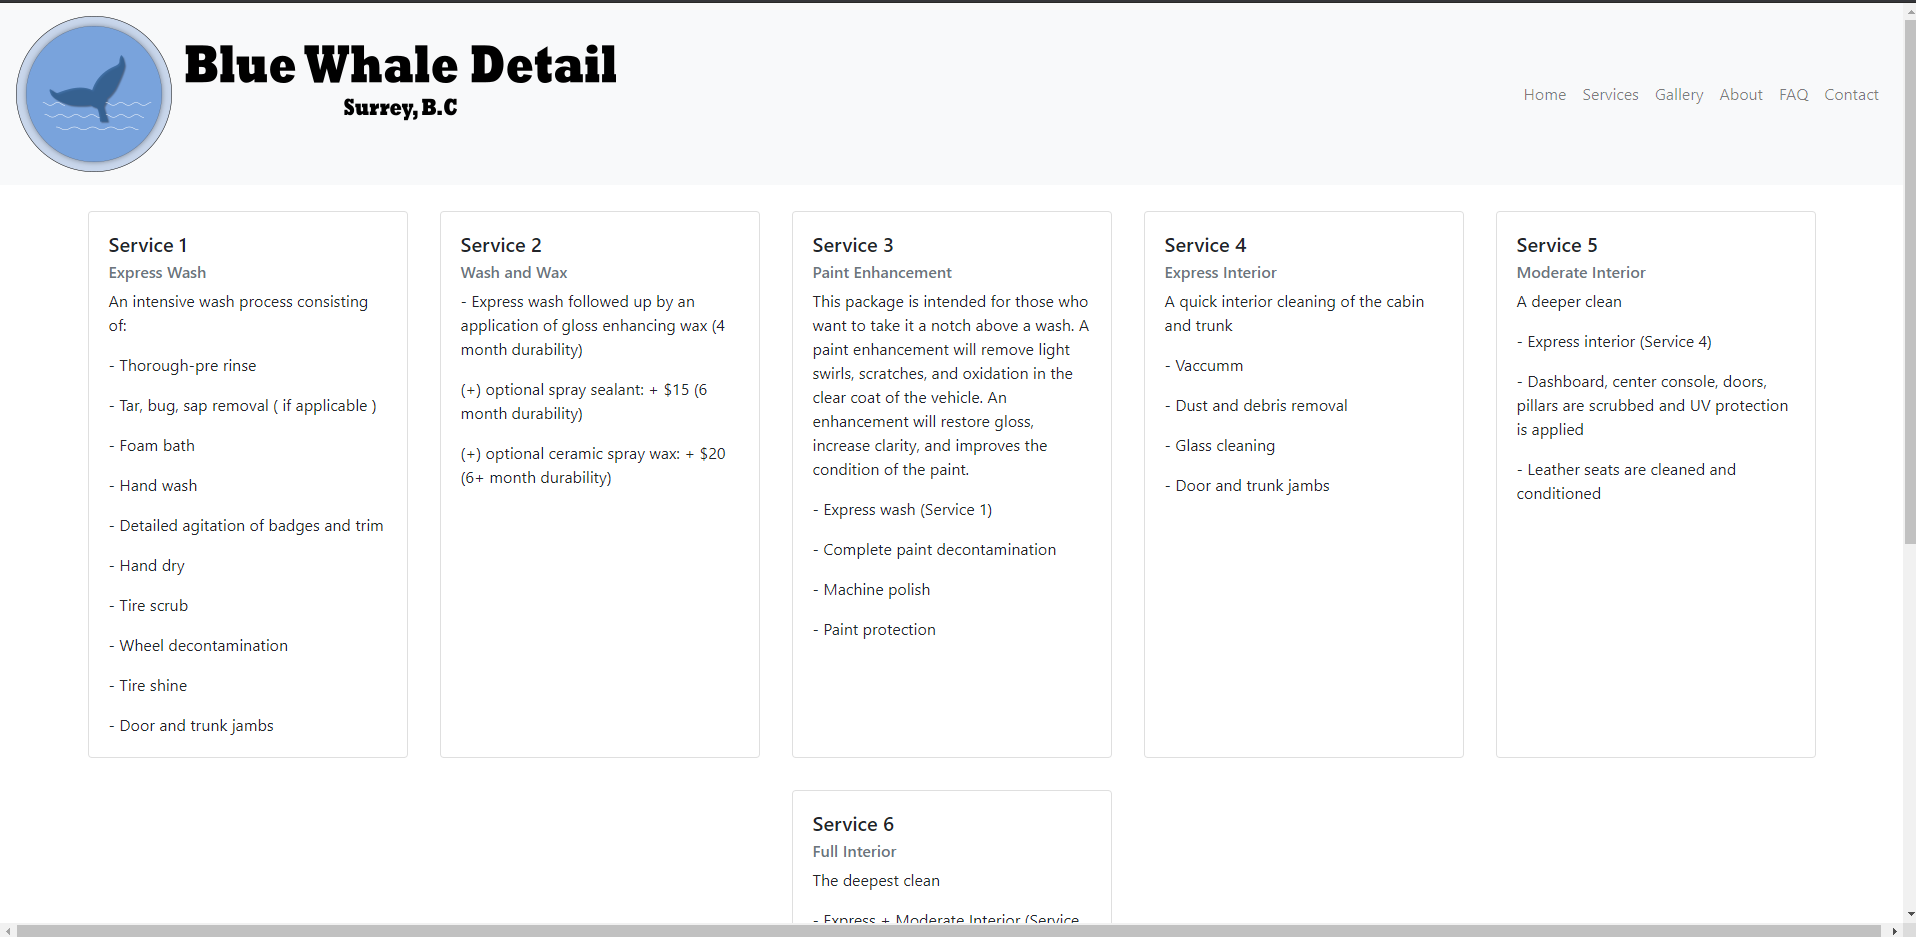 Blue Whale Detail
Surrey, B.C
Home Services Gallery About FAQ Contact
Service 1
Express Wash
An intensive wash process consisting
of:
- Thorough-pre rinse
- Tar, bug, sap removal ( if applicable )
- Foam bath
- Hand wash
- Detailed agitation of badges and trim
- Hand dry
- Tire scrub
- Wheel decontamination
- Tire shine
- Door and trunk jambs
Service 2
Wash and Wax
- Express wash followed up by an
application of gloss enhancing wax (4
month durability)
(+) optional spray sealant: + $15 (6
month durability)
(+) optional ceramic spray wax: + $20
(6+ month durability)
Service 3
Paint Enhancement
This package is intended for those who
want to take it a notch above a wash. A
paint enhancement will remove light
swirls, scratches, and oxidation in the
clear coat of the vehicle. An
enhancement will restore gloss,
increase clarity, and improves the
condition of the paint.
- Express wash (Service 1)
- Complete paint decontamination
- Machine polish
- Paint protection
Service 4
Express Interior
A quick interior cleaning of the cabin
and trunk
- Vaccumm
- Dust and debris removal
- Glass cleaning
- Door and trunk jambs
Service 5
Moderate Interior
A deeper clean
- Express interior (Service 4)
- Dashboard, center console, doors,
pillars are scrubbed and UV protection
is applied
- Leather seats are cleaned and
conditioned
Service 6
Full Interior
The deepest clean
- Express + Moderate Interior (Service